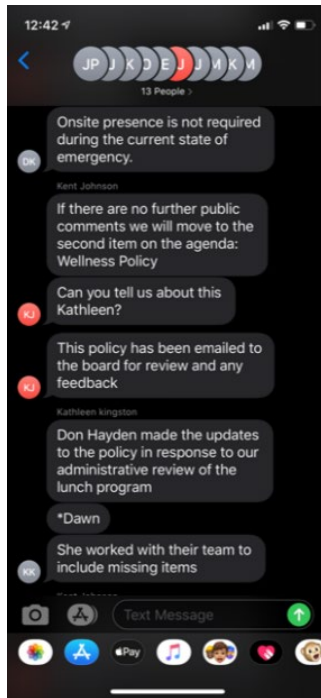 12:42
JP J K D E J J M K M
13 People >
Onsite presence is not required
during the current state of
emergency.
DK
Kent Johnson
If there are no further public
comments we will move to the
second item on the agenda:
Wellness Policy
Can you tell us about this
Kathleen?
KJ
This policy has been emailed to
the board for review and any
feedback
KJ
Kathleen kingston
Don Hayden made the updates
to the policy in response to our
administrative review of the
lunch program
*Dawn
She worked with their team to
include missing items
KK
Kent Johnson
Text Message
Pay